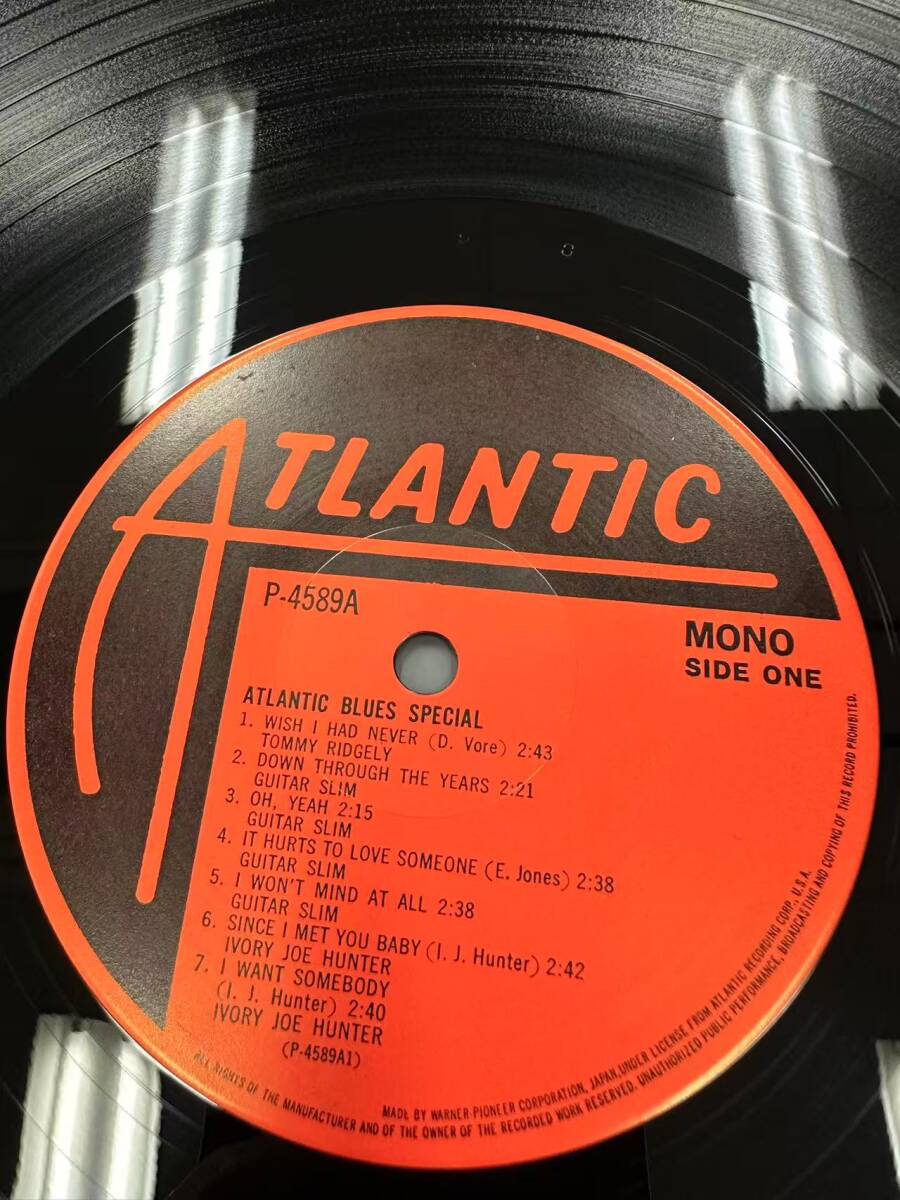 8
ATLANTIC
P-4589A
MONO
SIDE ONE
ATLANTIC BLUES SPECIAL
1. WISH I HAD NEVER (D. Vore) 2:43
TOMMY RIDGELY
2. DOWN THROUGH THE YEARS 2:21
GUITAR SLIM
3. OH, YEAH 2:15
GUITAR SLIM
4. IT HURTS TO LOVE SOMEONE (E. Jones) 2:38
GUITAR SLIM
5. I WON'T MIND AT ALL 2:38
GUITAR SLIM
6. SINCE I MET YOU BABY (I. J. Hunter) 2:42
IVORY JOE HUNTER
7. I WANT SOMEBODY
(I. J. Hunter) 2:40
IVORY JOE HUNTER
(P-4589A1)
MADE BY WARNER-PIONEER CORPORATION, JAPAN, UNDER LICENSE FROM ATLANTIC RECORDING CORP., U.S.A.
ALL RIGHTS OF THE MANUFACTURER AND OF THE OWNER OF THE RECORDED WORK RESERVED. UNAUTHORIZED PUBLIC PERFORMANCE, BROADCASTING AND COPYING OF THIS RECORD PROHIBITED.